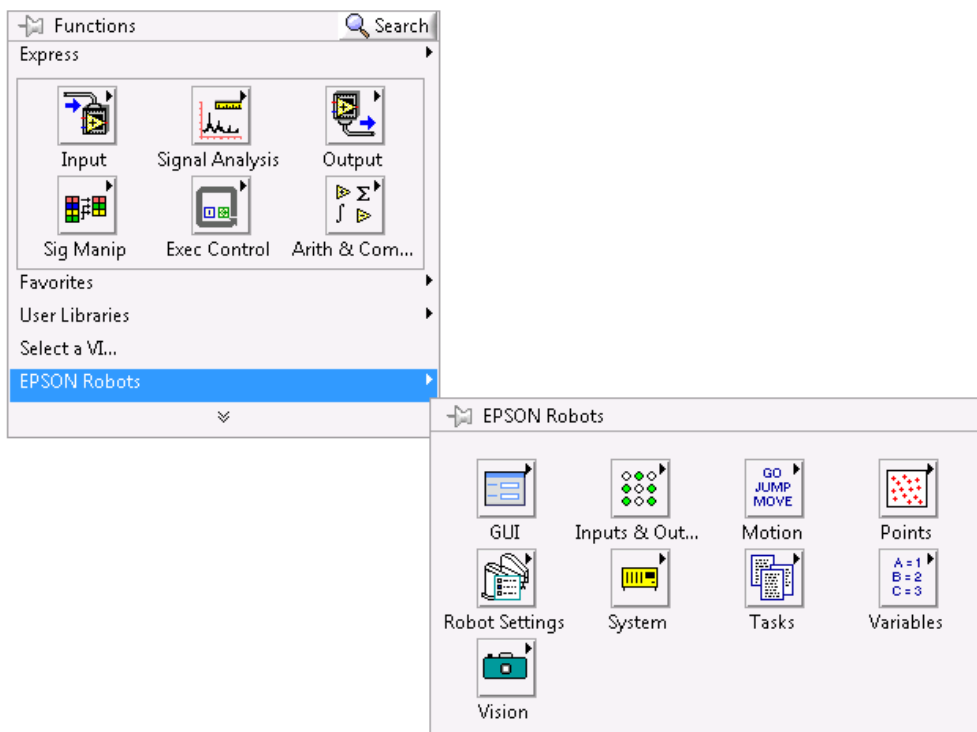 Functions Search
Express
Input Signal Analysis Output
Sig Manip Exec Control Arith & Com...
Favorites
User Libraries
Select a VI...
EPSON Robots
EPSON Robots
GO
JUMP
MOVE
GUI Inputs & Out... Motion Points
A = 1
B = 2
C = 3
Robot Settings System Tasks Variables
Vision